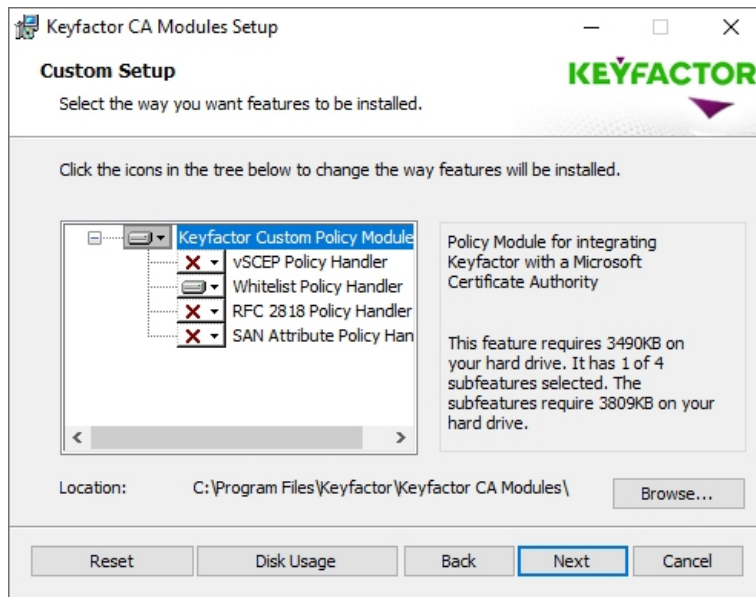 Keyfactor CA Modules Setup
Custom Setup
KEYFACTOR
Select the way you want features to be installed.
Click the icons in the tree below to change the way features will be installed.
Keyfactor Custom Policy Module
vSCEP Policy Handler
Whitelist Policy Handler
RFC 2818 Policy Handler
SAN Attribute Policy Han
Policy Module for integrating
Keyfactor with a Microsoft
Certificate Authority
This feature requires 3490KB on
your hard drive. It has 1 of 4
subfeatures selected. The
subfeatures require 3809KB on your
hard drive.
Location: C:\Program Files\Keyfactor\Keyfactor CA Modules\
Browse...
Reset Disk Usage Back Next Cancel